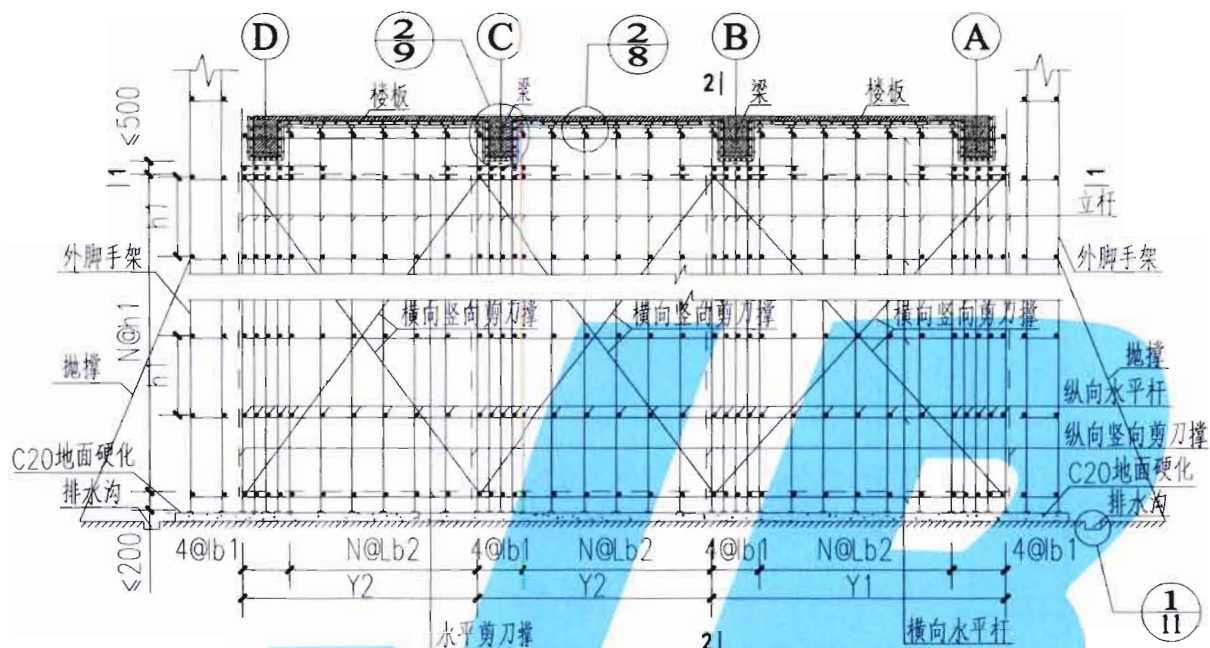 D
2
9
C
2
8
B
A
2
楼板
梁
梁
楼板
≤500
1
1
立杆
h1
外脚手架
外脚手架
横向竖向剪刀撑
横向竖向剪刀撑
横向竖向剪刀撑
N@h1
h1
抛撑
抛撑
纵向水平杆
纵向竖向剪刀撑
C20地面硬化
C20地面硬化
排水沟
排水沟
≤200
4@lb1
N@Lb2
4@lb1
N@Lb2
4@lb1
N@Lb2
4@lb1
Y2
Y2
Y1
1
11
水平剪刀撑
2
横向水平杆